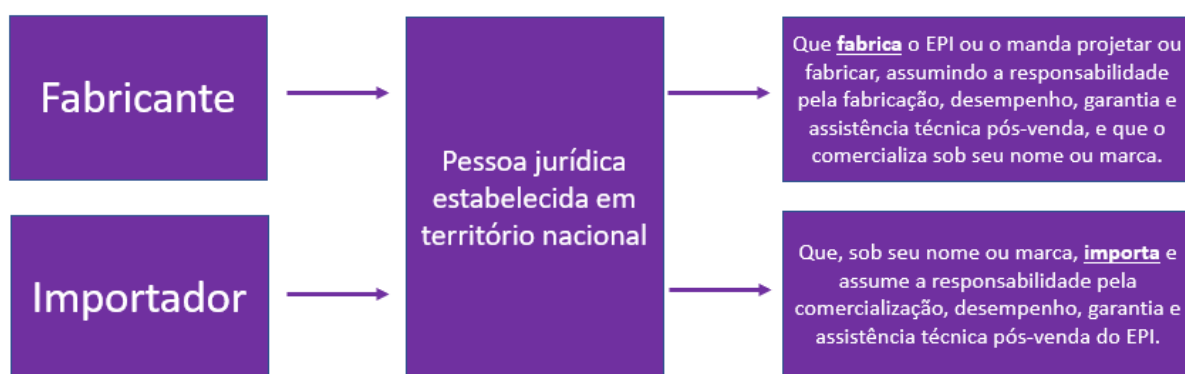 Fabricante
Importador
Pessoa jurídica
estabelecida em
território nacional
Que fabrica o EPI ou o manda projetar ou
fabricar, assumindo a responsabilidade
pela fabricação, desempenho, garantia e
assistência técnica pós-venda, e que o
comercializa sob seu nome ou marca.
Que, sob seu nome ou marca, importa e
assume a responsabilidade pela
comercialização, desempenho, garantia e
assistência técnica pós-venda do EPI.